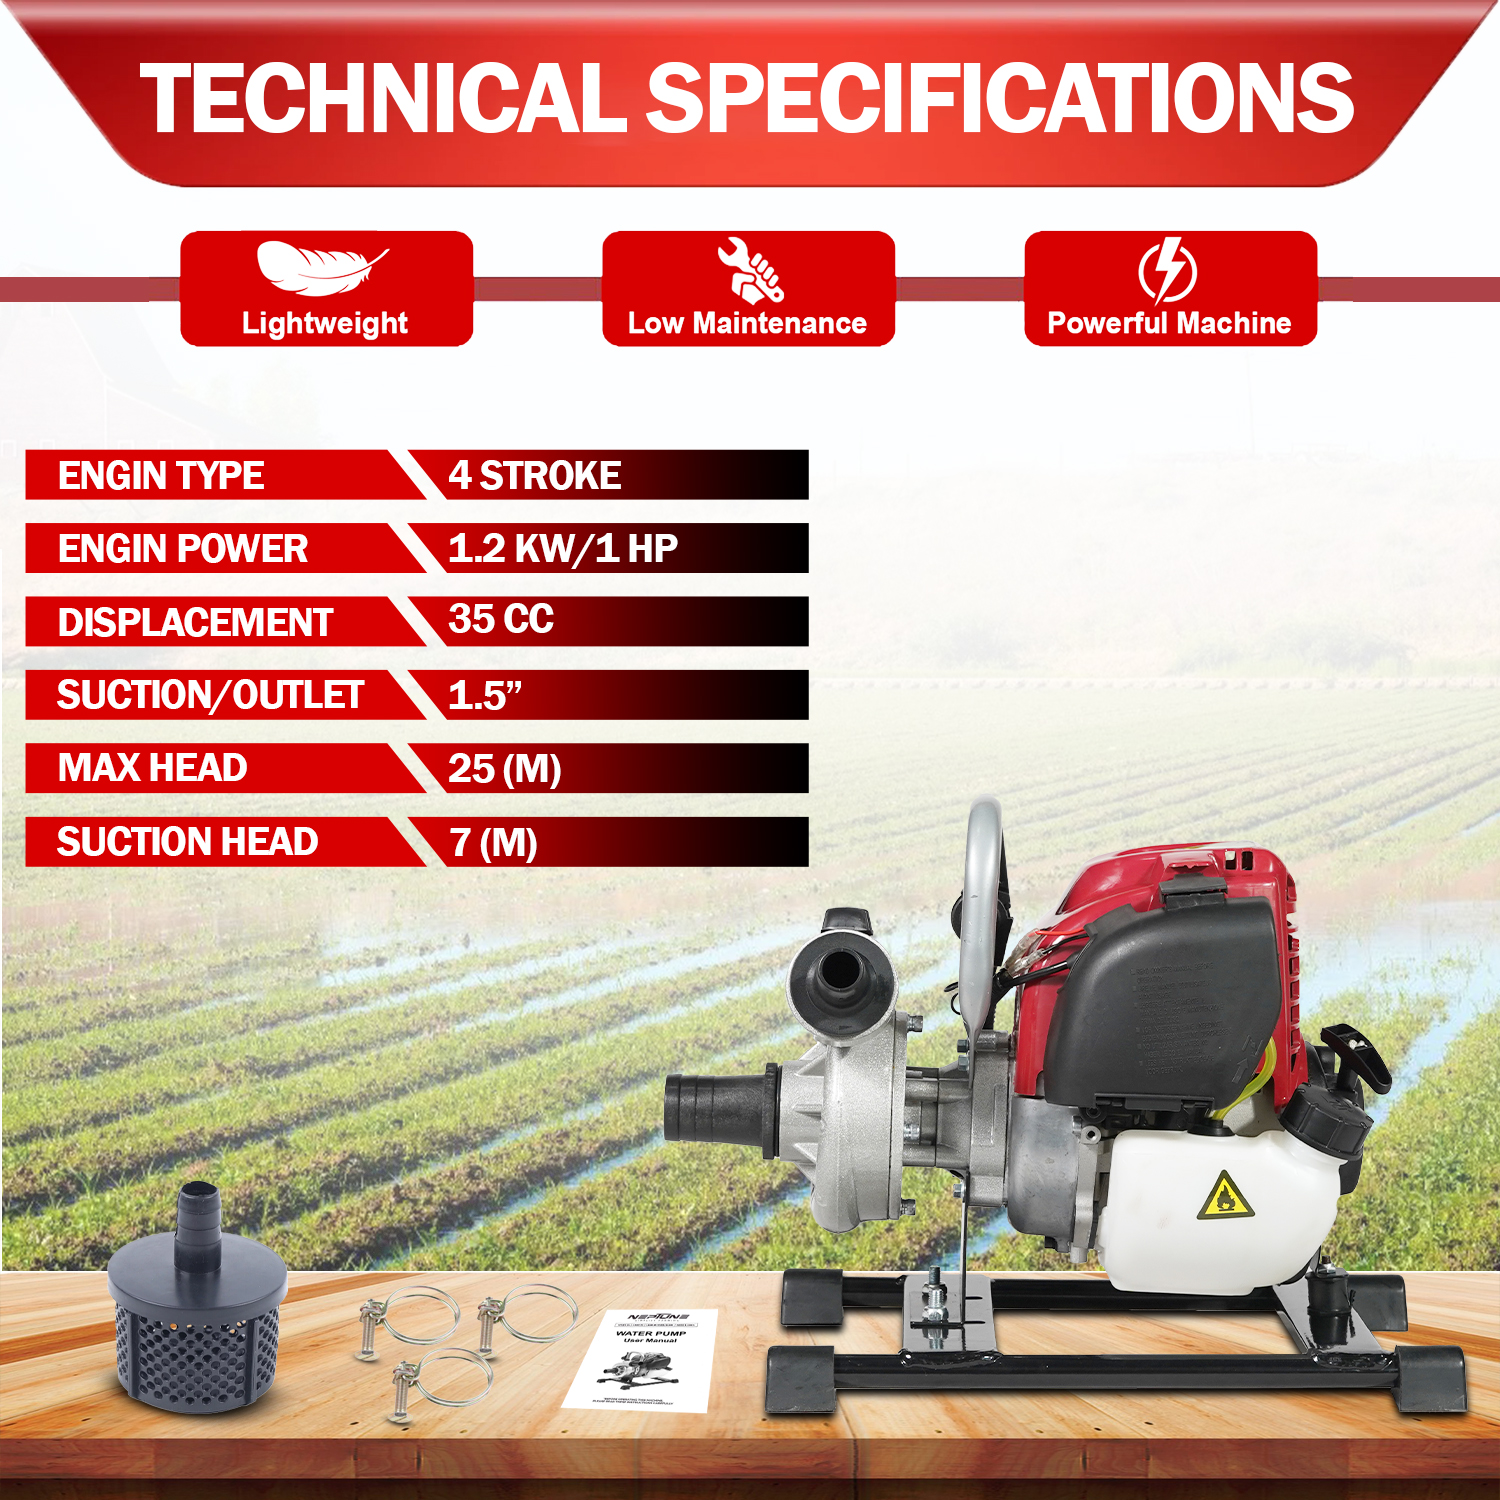 TECHNICAL SPECIFICATIONS
Lightweight
Low Maintenance
Powerful Machine
ENGIN TYPE 4 STROKE
ENGIN POWER 1.2 KW/1 HP
DISPLACEMENT 35 CC
SUCTION/OUTLET 1.5”
MAX HEAD 25 (M)
SUCTION HEAD 7 (M)
NEPTUNE
WATER PUMP
User Manual